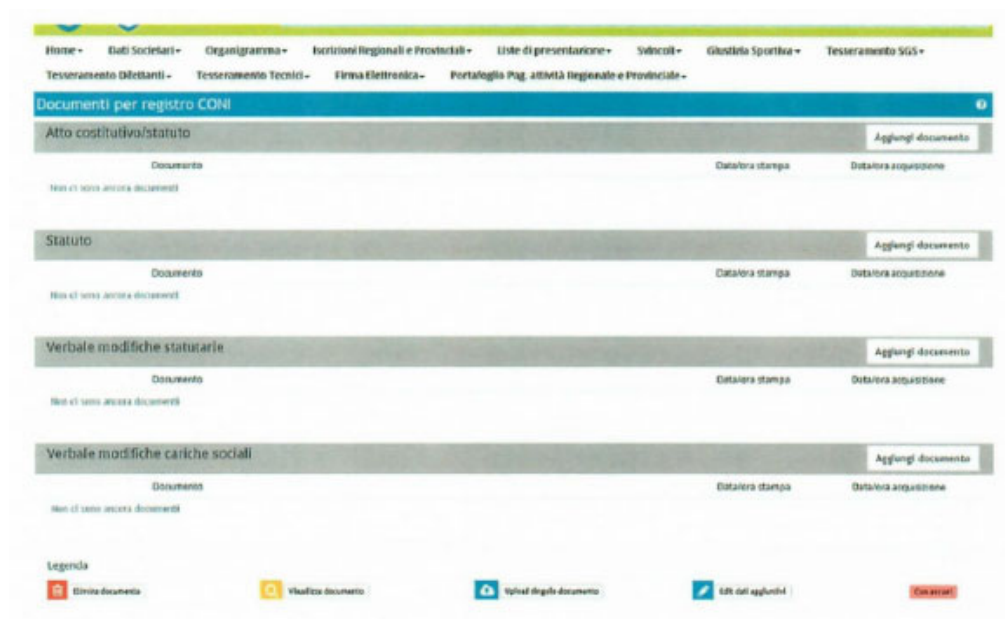 Home Dati Societari Organigramma Iscrizioni Regionali e Provinciali Liste di presentazione Svincoli Giustizia Sportiva Tesseramento SGS
Tesseramento Dilettanti Tesseramento Tecnici Firma Elettronica Portafoglio Pag. attività Regionale e Provinciale
Documenti per registro CONI
Atto costitutivo/statuto Aggiungi documento
Documento Data/ora stampa Data/ora acquisizione
Non ci sono ancora documenti
Statuto Aggiungi documento
Documento Data/ora stampa Data/ora acquisizione
Non ci sono ancora documenti
Verbale modifiche statutarie Aggiungi documento
Documento Data/ora stampa Data/ora acquisizione
Non ci sono ancora documenti
Verbale modifiche cariche sociali Aggiungi documento
Documento Data/ora stampa Data/ora acquisizione
Non ci sono ancora documenti
Legenda
Elimina documento Visualizza documento Upload singolo documento Edit dati aggiuntivi Con errori